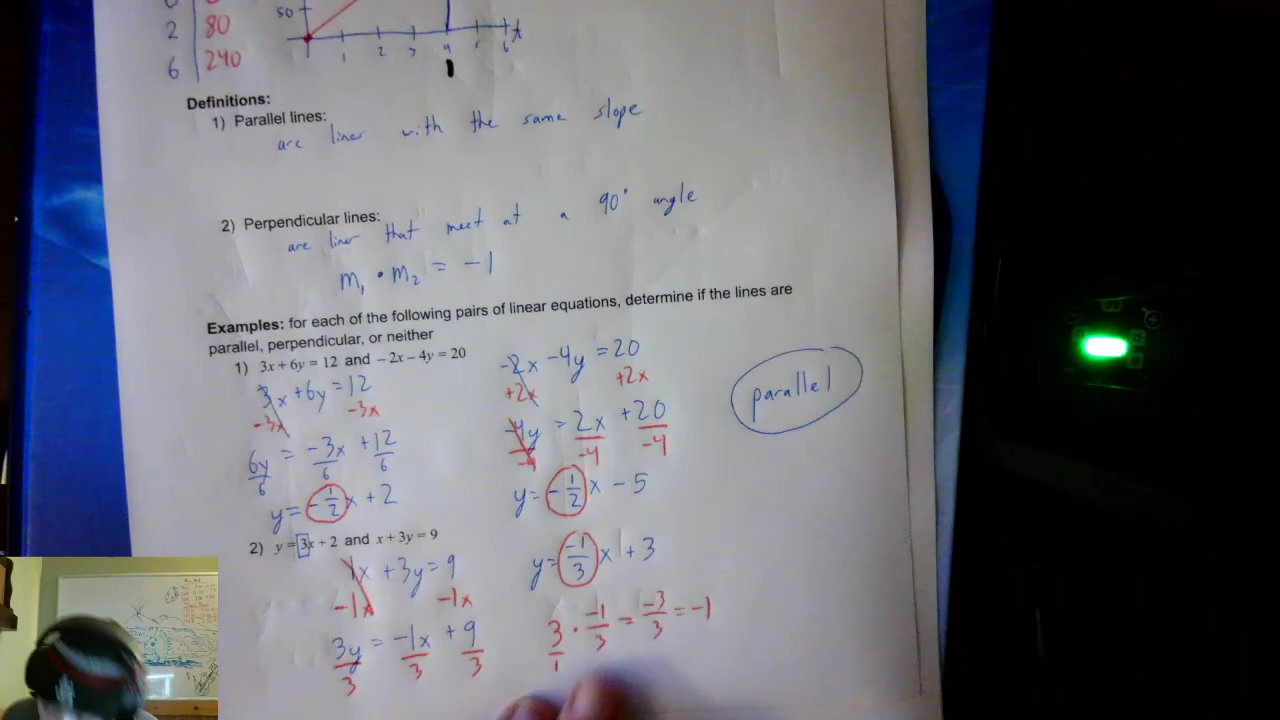 50
2 80
6 240
1 2 3 4 5 6 t
Definitions:
1) Parallel lines:
are lines with the same slope
2) Perpendicular lines:
are lines that meet at a 90° angle
m₁ • m₂ = -1
Examples: for each of the following pairs of linear equations, determine if the lines are
parallel, perpendicular, or neither
1) 3x + 6y = 12 and -2x - 4y = 20
3x + 6y = 12
-3x -3x
6y/6 = -3x/6 + 12/6
y = -1/2 x + 2
-2x - 4y = 20
+2x +2x
-4y/-4 = 2x/-4 + 20/-4
y = -1/2 x - 5
parallel
2) y = 3x + 2 and x + 3y = 9
1x + 3y = 9
-1x -1x
3y/3 = -1x/3 + 9/3
y = -1/3 x + 3
3/1 • -1/3 = -3/3 = -1